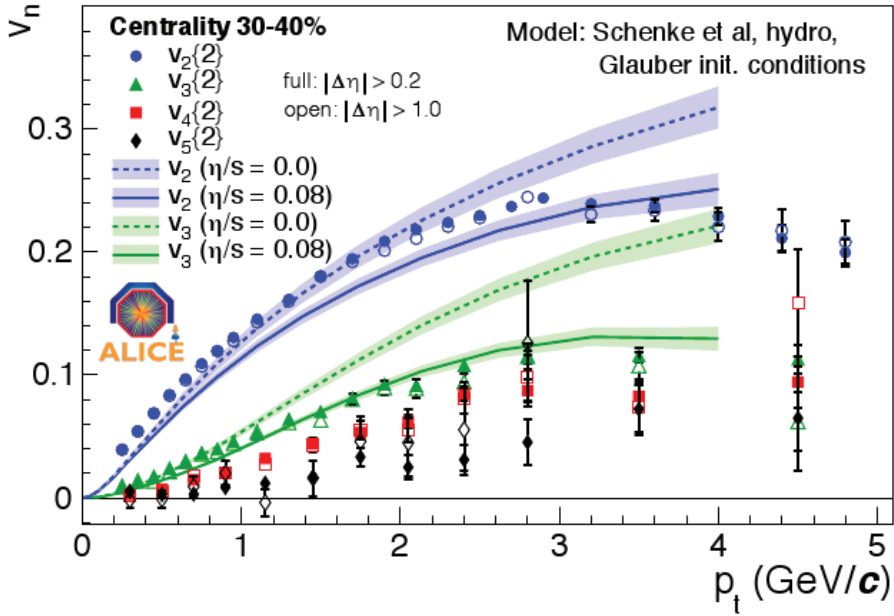 Centrality 30-40%
v2{2}
v3{2}
v4{2}
v5{2}
full: |Δη| > 0.2
open: |Δη| > 1.0
v2 (η/s = 0.0)
v2 (η/s = 0.08)
v3 (η/s = 0.0)
v3 (η/s = 0.08)
Model: Schenke et al, hydro,
Glauber init. conditions
ALICE
vn
0.3
0.2
0.1
0
0 1 2 3 4 5
pt (GeV/c)